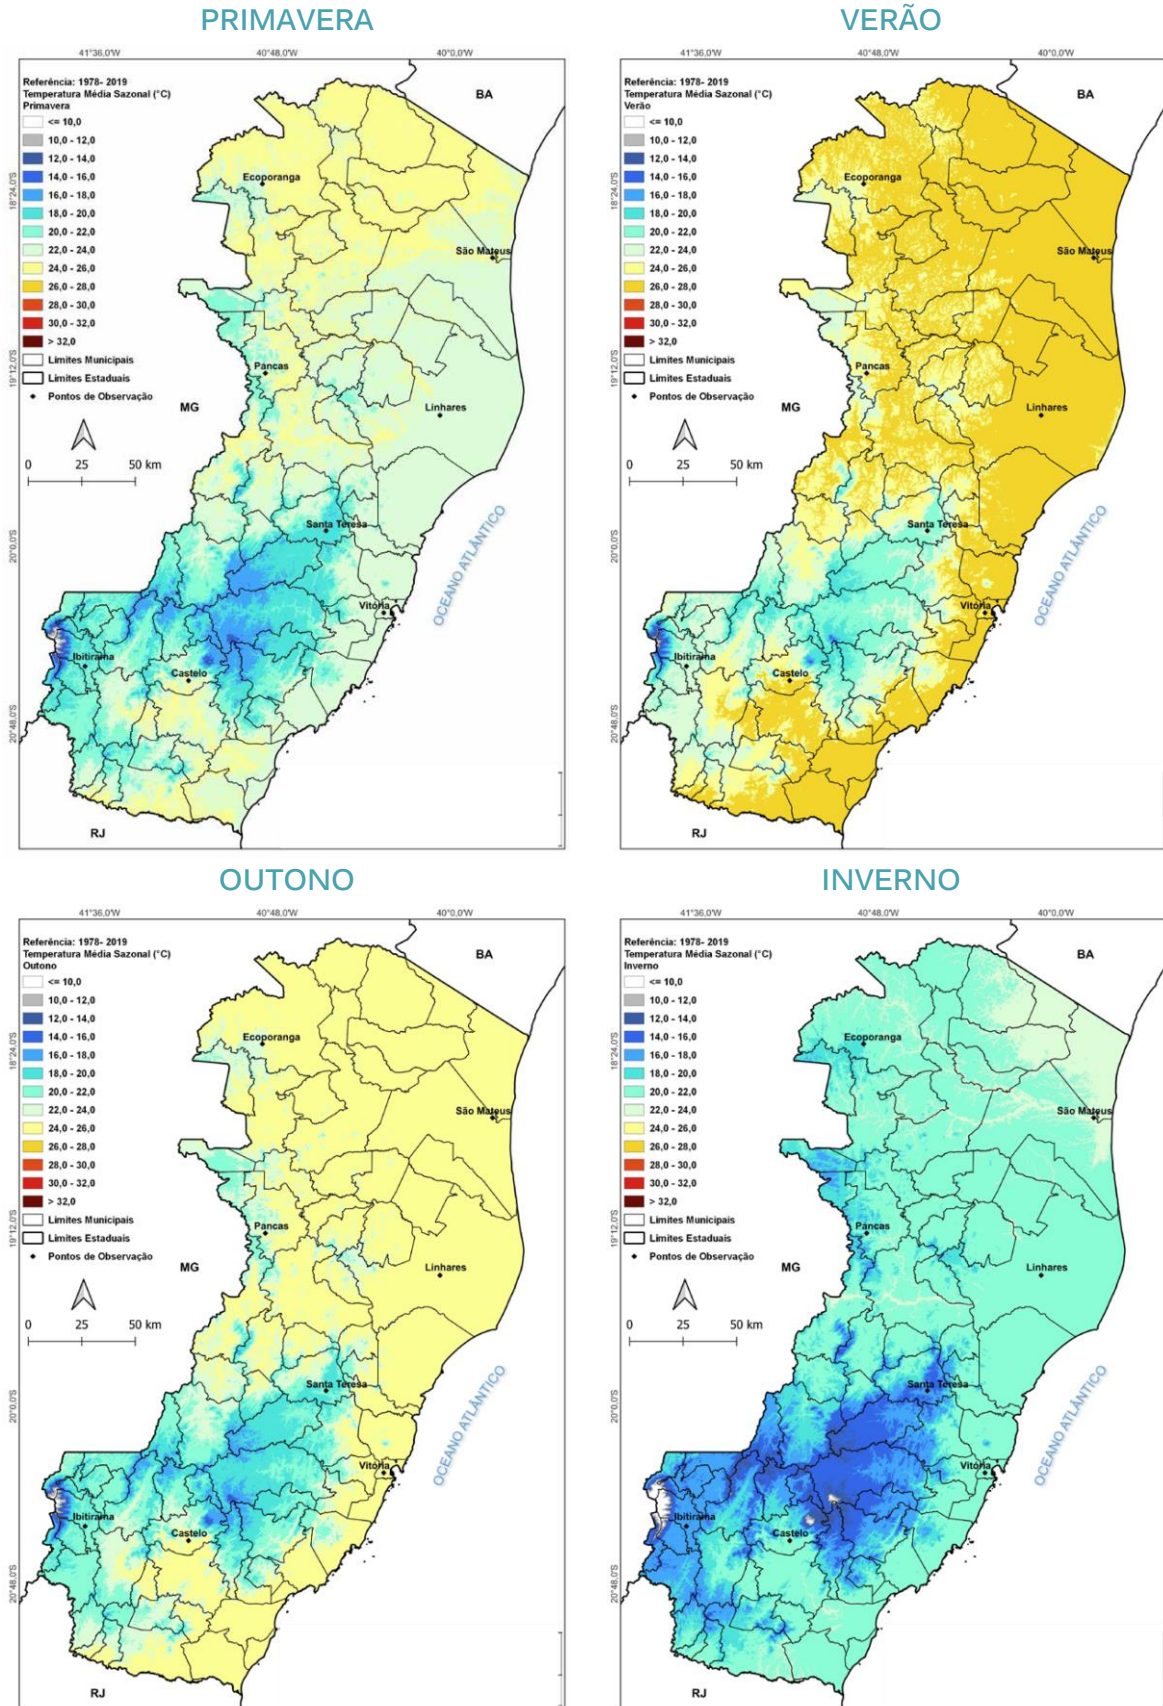 PRIMAVERA
41°36,0'W
40°48,0'W
40°0,0'W
Referência: 1978- 2019
Temperatura Média Sazonal (°C)
Primavera
<= 10,0
10,0 - 12,0
12,0 - 14,0
14,0 - 16,0
16,0 - 18,0
18,0 - 20,0
20,0 - 22,0
22,0 - 24,0
24,0 - 26,0
26,0 - 28,0
28,0 - 30,0
30,0 - 32,0
> 32,0
Limites Municipais
Limites Estaduais
Pontos de Observação
0 25 50 km
18°24,0'S
19°12,0'S
20°0,0'S
20°48,0'S
BA
Ecoporanga
São Mateus
Pancas
MG
Linhares
Santa Teresa
OCEANO ATLÂNTICO
Vitória
Ibitirama
Castelo
RJ
VERÃO
41°36,0'W
40°48,0'W
40°0,0'W
Referência: 1978- 2019
Temperatura Média Sazonal (°C)
Verão
<= 10,0
10,0 - 12,0
12,0 - 14,0
14,0 - 16,0
16,0 - 18,0
18,0 - 20,0
20,0 - 22,0
22,0 - 24,0
24,0 - 26,0
26,0 - 28,0
28,0 - 30,0
30,0 - 32,0
> 32,0
Limites Municipais
Limites Estaduais
Pontos de Observação
0 25 50 km
18°24,0'S
19°12,0'S
20°0,0'S
20°48,0'S
BA
Ecoporanga
São Mateus
Pancas
MG
Linhares
Santa Teresa
OCEANO ATLÂNTICO
Vitória
Ibitirama
Castelo
RJ
OUTONO
41°36,0'W
40°48,0'W
40°0,0'W
Referência: 1978- 2019
Temperatura Média Sazonal (°C)
Outono
<= 10,0
10,0 - 12,0
12,0 - 14,0
14,0 - 16,0
16,0 - 18,0
18,0 - 20,0
20,0 - 22,0
22,0 - 24,0
24,0 - 26,0
26,0 - 28,0
28,0 - 30,0
30,0 - 32,0
> 32,0
Limites Municipais
Limites Estaduais
Pontos de Observação
0 25 50 km
18°24,0'S
19°12,0'S
20°0,0'S
20°48,0'S
BA
Ecoporanga
São Mateus
Pancas
MG
Linhares
Santa Teresa
OCEANO ATLÂNTICO
Vitória
Ibitirama
Castelo
RJ
INVERNO
41°36,0'W
40°48,0'W
40°0,0'W
Referência: 1978- 2019
Temperatura Média Sazonal (°C)
Inverno
<= 10,0
10,0 - 12,0
12,0 - 14,0
14,0 - 16,0
16,0 - 18,0
18,0 - 20,0
20,0 - 22,0
22,0 - 24,0
24,0 - 26,0
26,0 - 28,0
28,0 - 30,0
30,0 - 32,0
> 32,0
Limites Municipais
Limites Estaduais
Pontos de Observação
0 25 50 km
18°24,0'S
19°12,0'S
20°0,0'S
20°48,0'S
BA
Ecoporanga
São Mateus
Pancas
MG
Linhares
Santa Teresa
OCEANO ATLÂNTICO
Vitória
Ibitirama
Castelo
RJ